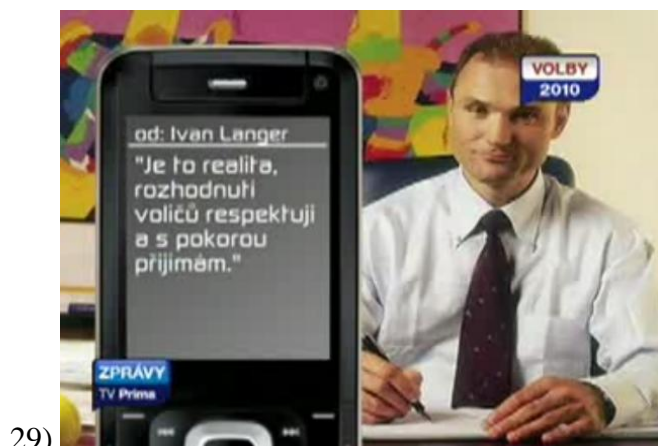 VOLBY
2010
od: Ivan Langer
"Je to realita,
rozhodnutí
voličů respektuji
a s pokorou
přijímám."
ZPRÁVY
TV Prima
29)